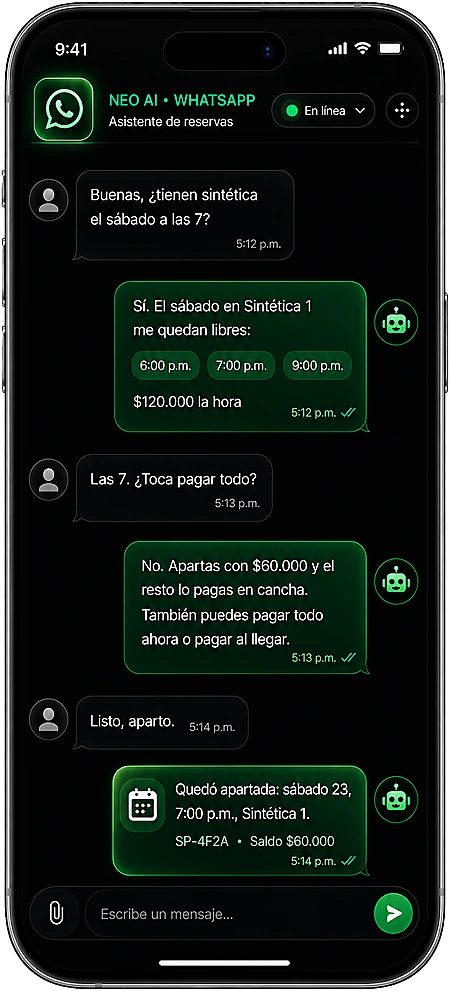 9:41
NEO AI • WHATSAPP
Asistente de reservas
En línea
Buenas, ¿tienen sintética
el sábado a las 7?
5:12 p.m.
Sí. El sábado en Sintética 1
me quedan libres:
6:00 p.m. 7:00 p.m. 9:00 p.m.
$120.000 la hora
5:12 p.m.
Las 7. ¿Toca pagar todo?
5:13 p.m.
No. Apartas con $60.000 y el
resto lo pagas en cancha.
También puedes pagar todo
ahora o pagar al llegar.
5:13 p.m.
Listo, aparto. 5:14 p.m.
Quedó apartada: sábado 23,
7:00 p.m., Sintética 1.
SP-4F2A • Saldo $60.000
5:14 p.m.
Escribe un mensaje...